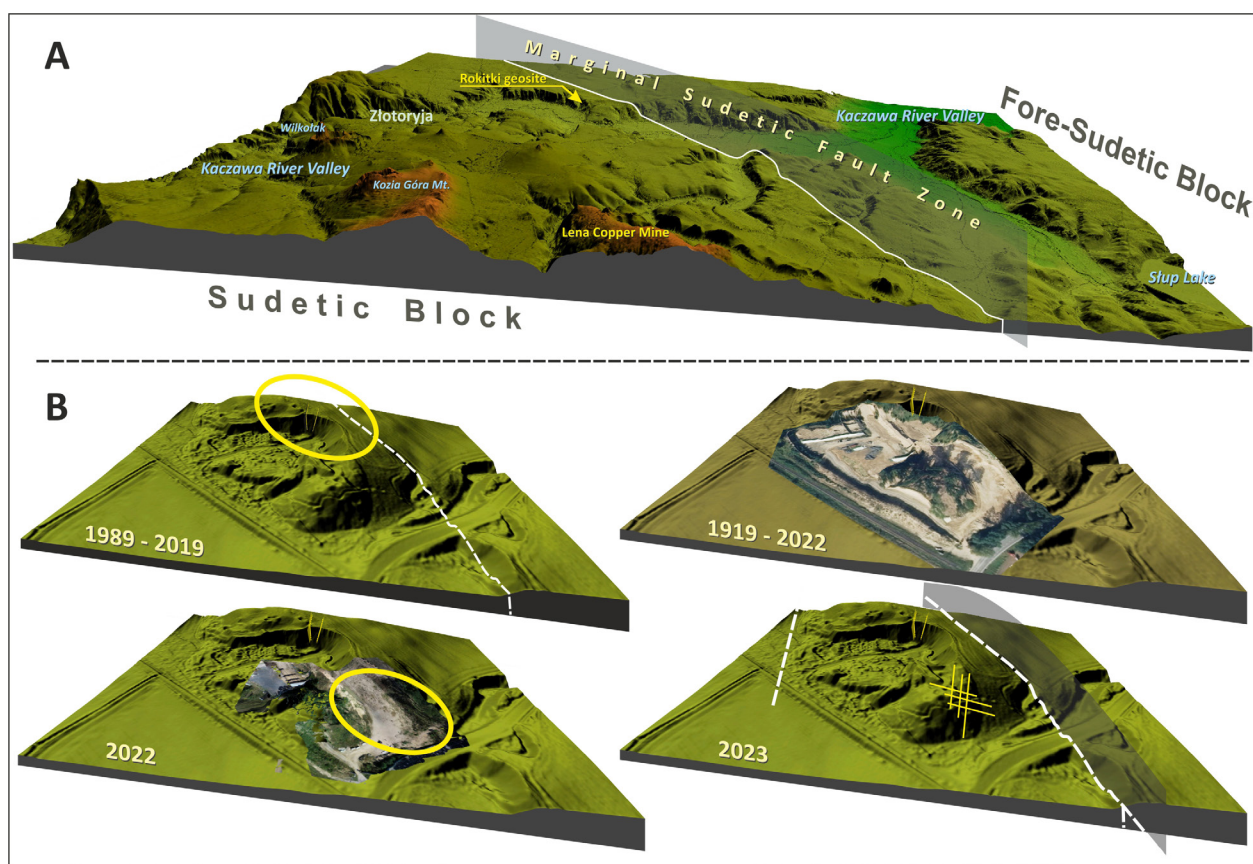 A
Marginal Sudetic Fault Zone
Rokitki geosite
Złotoryja
Kaczawa River Valley
Fore-Sudetic Block
Wilkołak
Kaczawa River Valley
Kozia Góra Mt.
Lena Copper Mine
Słup Lake
Sudetic Block
B
1989 - 2019
1919 - 2022
2022
2023